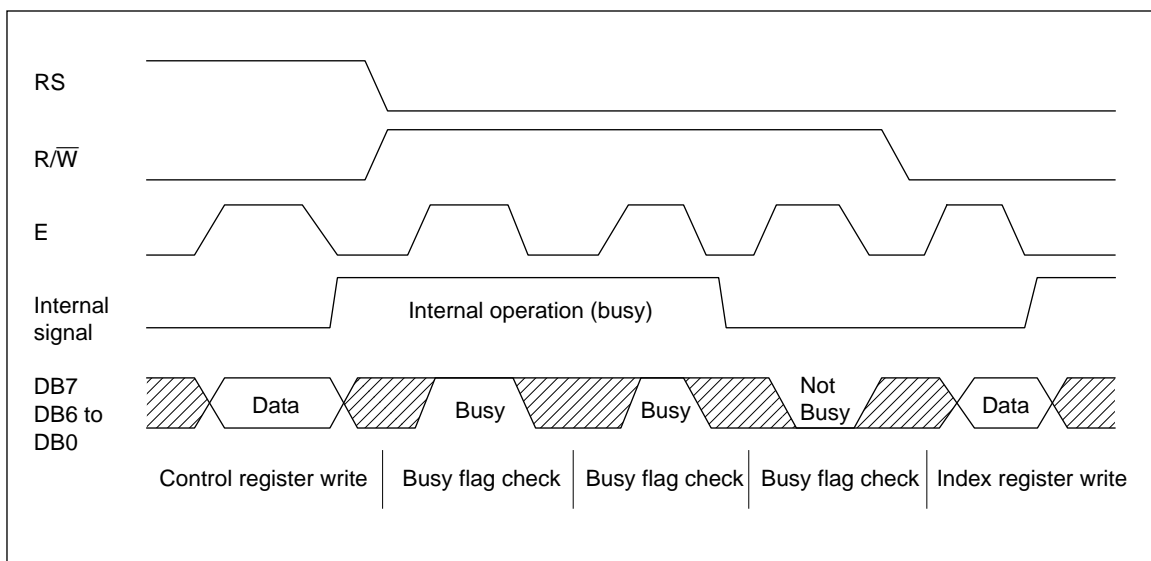 RS
R/W̅
E
Internal
signal
Internal operation (busy)
DB7
DB6 to
DB0
Data
Busy
Busy
Not
Busy
Data
Control register write
Busy flag check
Busy flag check
Busy flag check
Index register write